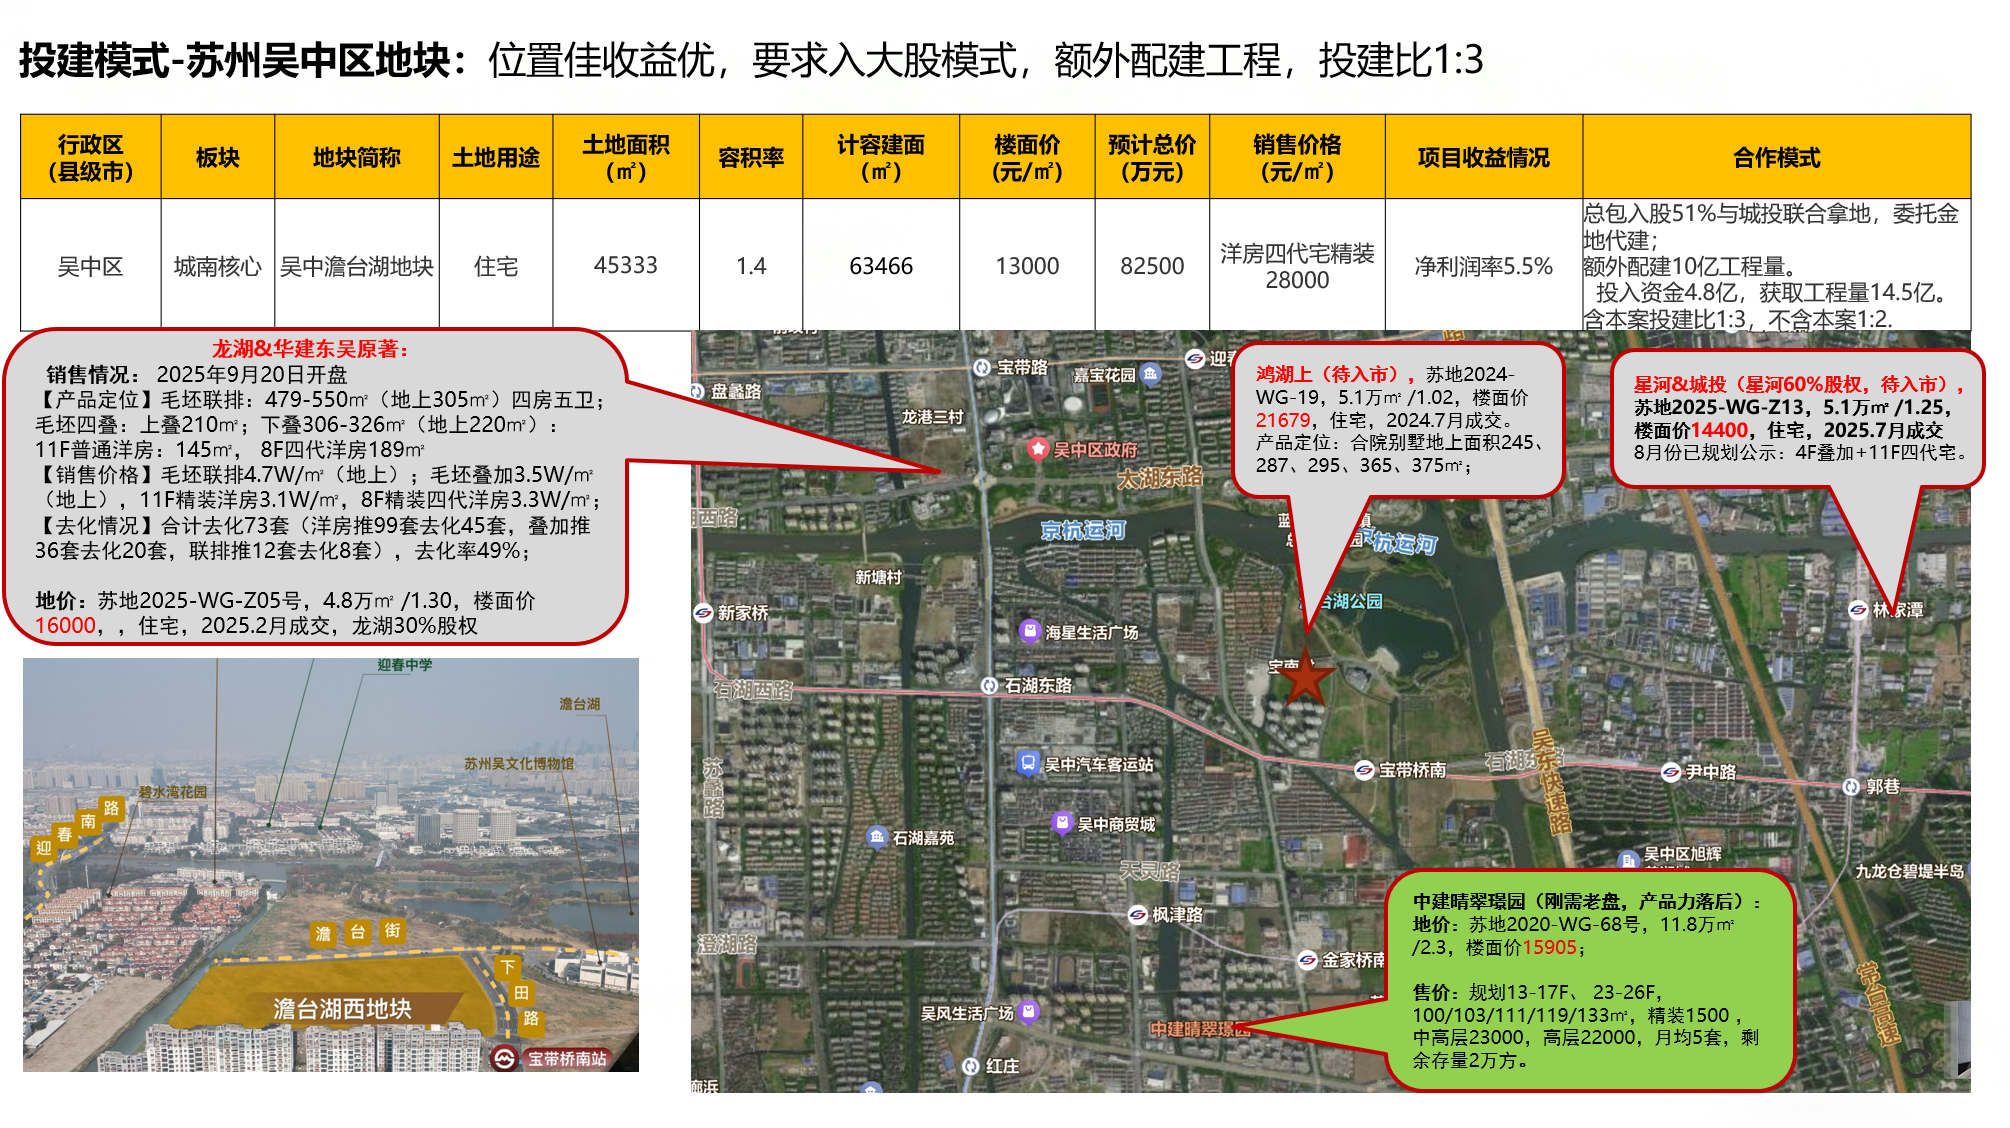 投建模式-苏州吴中区地块：位置佳收益优，要求入大股模式，额外配建工程，投建比1:3
行政区（县级市）
板块
地块简称
土地用途
土地面积（㎡）
容积率
计容建面（㎡）
楼面价（元/㎡）
预计总价（万元）
销售价格（元/㎡）
项目收益情况
合作模式
吴中区
城南核心
吴中澹台湖地块
住宅
45333
1.4
63466
13000
82500
洋房四代宅精装
28000
净利润率5.5%
总包入股51%与城投联合拿地，委托金
地代建；
额外配建10亿工程量。
投入资金4.8亿，获取工程量14.5亿。
含本案投建比1:3，不含本案1:2.
龙湖&华建东吴原著：
销售情况： 2025年9月20日开盘
【产品定位】毛坯联排：479-550㎡（地上305㎡）四房五卫；
毛坯四叠：上叠210㎡；下叠306-326㎡（地上220㎡）：
11F普通洋房：145㎡， 8F四代洋房189㎡
【销售价格】毛坯联排4.7W/㎡（地上）；毛坯叠加3.5W/㎡
（地上），11F精装洋房3.1W/㎡，8F精装四代洋房3.3W/㎡；
【去化情况】合计去化73套（洋房推99套去化45套，叠加推
36套去化20套，联排推12套去化8套），去化率49%；
地价：苏地2025-WG-Z05号，4.8万㎡ /1.30，楼面价
16000，，住宅，2025.2月成交，龙湖30%股权
鸿湖上（待入市），苏地2024-
WG-19，5.1万㎡ /1.02，楼面价
21679，住宅，2024.7月成交。
产品定位：合院别墅地上面积245、
287、295、365、375㎡；
星河&城投（星河60%股权，待入市），
苏地2025-WG-Z13，5.1万㎡ /1.25，
楼面价14400，住宅，2025.7月成交
8月份已规划公示：4F叠加+11F四代宅。
中建晴翠璟园（刚需老盘，产品力落后）：
地价：苏地2020-WG-68号，11.8万㎡
/2.3，楼面价15905；
售价：规划13-17F、 23-26F，
100/103/111/119/133㎡，精装1500 ，
中高层23000，高层22000，月均5套，剩
余存量2万方。
迎春中学
澹台湖
苏州吴文化博物馆
碧水湾花园
迎春南路
澹台街
下田路
澹台湖西地块
宝带桥南站
盘蠡路
宝带路
嘉宝花园
龙港三村
吴中区政府
太湖东路
京杭运河
京杭运河
新塘村
新家桥
海星生活广场
石湖西路
石湖东路
台湖公园
宝南
林家潭
苏蠡路
吴中汽车客运站
宝带桥南
石湖东
吴东快速路
尹中路
郭巷
吴中商贸城
石湖嘉苑
天灵路
吴中区旭辉
九龙仓碧堤半岛
枫津路
澄湖路
金家桥南
吴风生活广场
中建晴翠璟园
红庄
常台高速